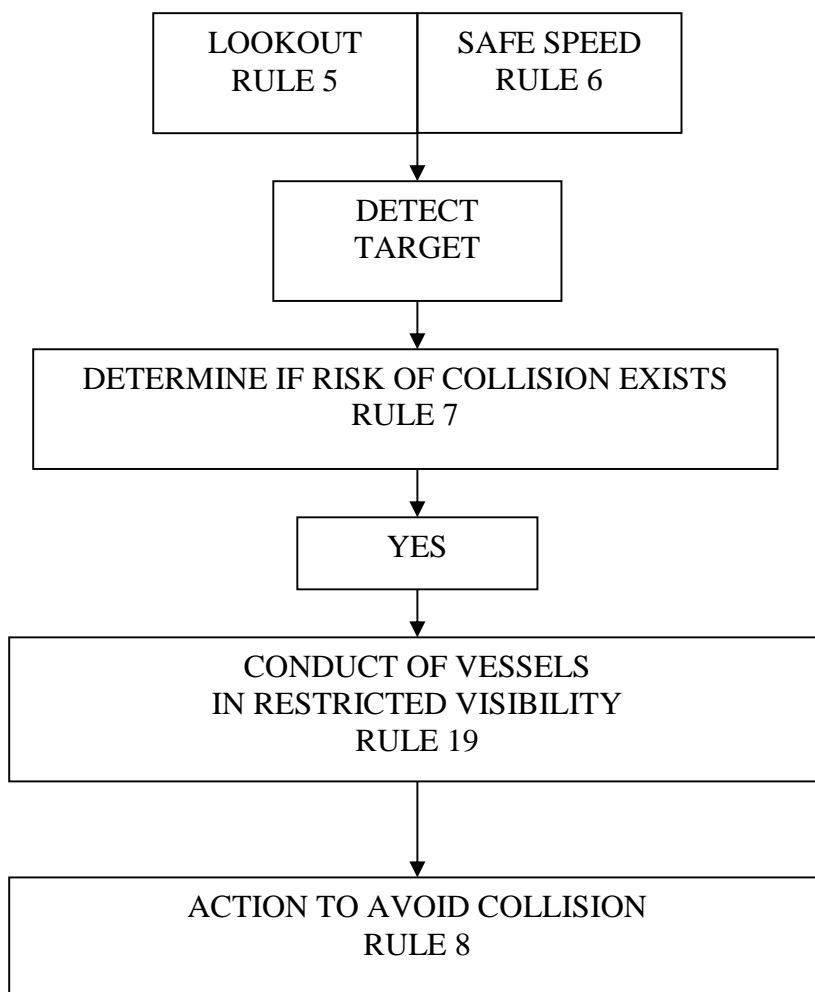 LOOKOUT
RULE 5
SAFE SPEED
RULE 6
DETECT
TARGET
DETERMINE IF RISK OF COLLISION EXISTS
RULE 7
YES
CONDUCT OF VESSELS
IN RESTRICTED VISIBILITY
RULE 19
ACTION TO AVOID COLLISION
RULE 8